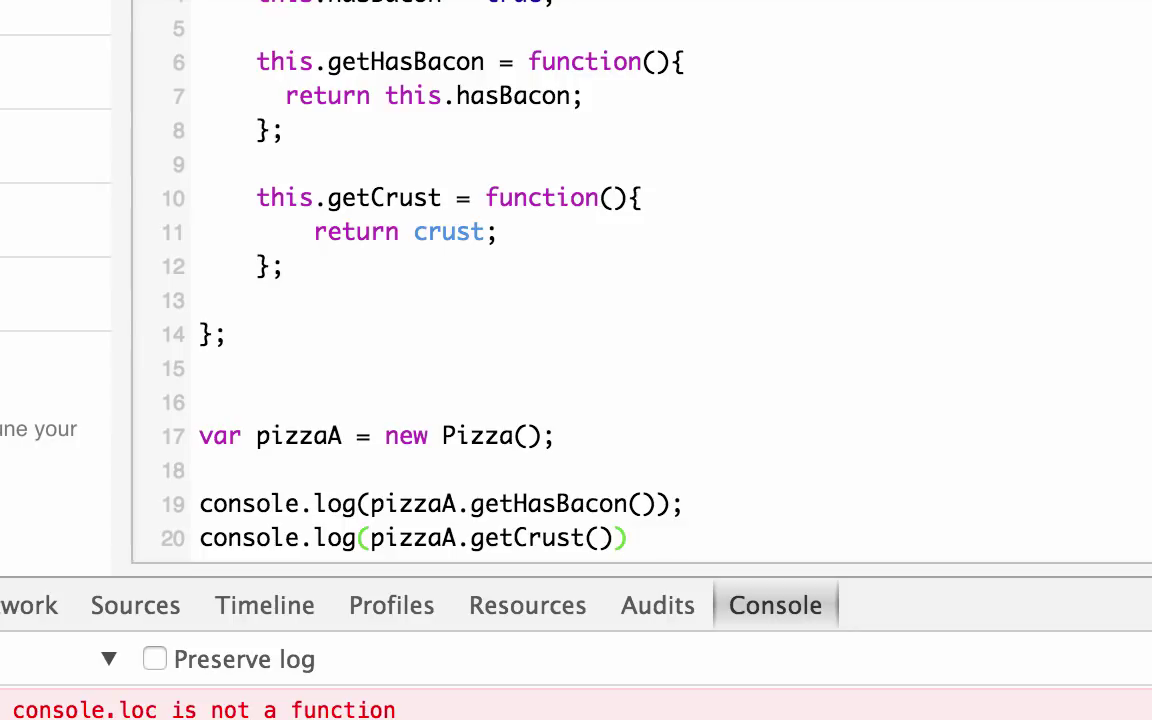 5
6 this.getHasBacon = function(){
7 return this.hasBacon;
8 };
9
10 this.getCrust = function(){
11 return crust;
12 };
13
14 };
15
16
une your
17 var pizzaA = new Pizza();
18
19 console.log(pizzaA.getHasBacon());
20 console.log(pizzaA.getCrust())
work Sources Timeline Profiles Resources Audits Console
▼ Preserve log
console.loc is not a function